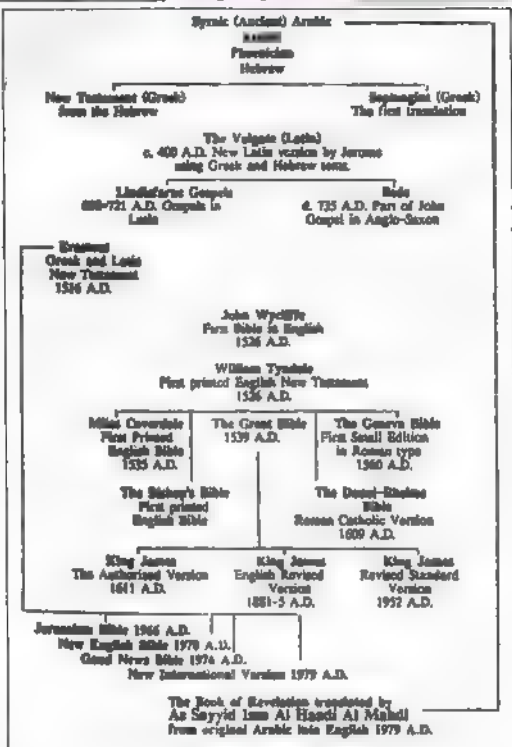 Syriac (Ancient) Arabic
Phoenician
Hebrew
New Testament (Greek)
from the Hebrew
Septuagint (Greek)
The first translation
The Vulgate (Latin)
c. 400 A.D. New Latin version by Jerome
using Greek and Hebrew texts.
Lindisfarne Gospels
698-721 A.D. Gospels in
Latin
Bede
d. 735 A.D. Part of John
Gospel in Anglo-Saxon
Erasmus
Greek and Latin
New Testament
1516 A.D.
John Wycliffe
First Bible in English
1526 A.D.
William Tyndale
First printed English New Testament
1526 A.D.
Miles Coverdale
First Printed
English Bible
1535 A.D.
The Great Bible
1539 A.D.
The Geneva Bible
First Small Edition
in Roman type
1560 A.D.
The Bishop's Bible
First printed
English Bible
The Bible
Roman Catholic Version
1609 A.D.
King James
The Authorised Version
1611 A.D.
King James
English Revised
Version
1881-5 A.D.
King James
Revised Standard
Version
1952 A.D.
Jerusalem Bible 1966 A.D.
New English Bible 1970 A.D.
Good News Bible 1976 A.D.
New International Version 1979 A.D.
The Book of Revelation translated by
As Sayyid Isa Al Haadi Al Mahdi
from original Arabic into English 1979 A.D.